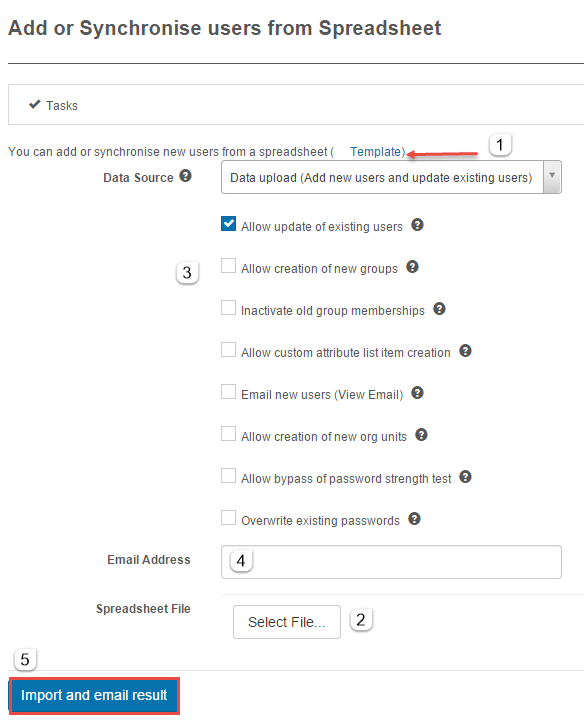 Add or Synchronise users from Spreadsheet
Tasks
You can add or synchronise new users from a spreadsheet ( Template) 1
Data Source ? Data upload (Add new users and update existing users)
Allow update of existing users ?
3 Allow creation of new groups ?
Inactivate old group memberships ?
Allow custom attribute list item creation ?
Email new users (View Email) ?
Allow creation of new org units ?
Allow bypass of password strength test ?
Overwrite existing passwords ?
Email Address 4
Spreadsheet File Select File... 2
5
Import and email result